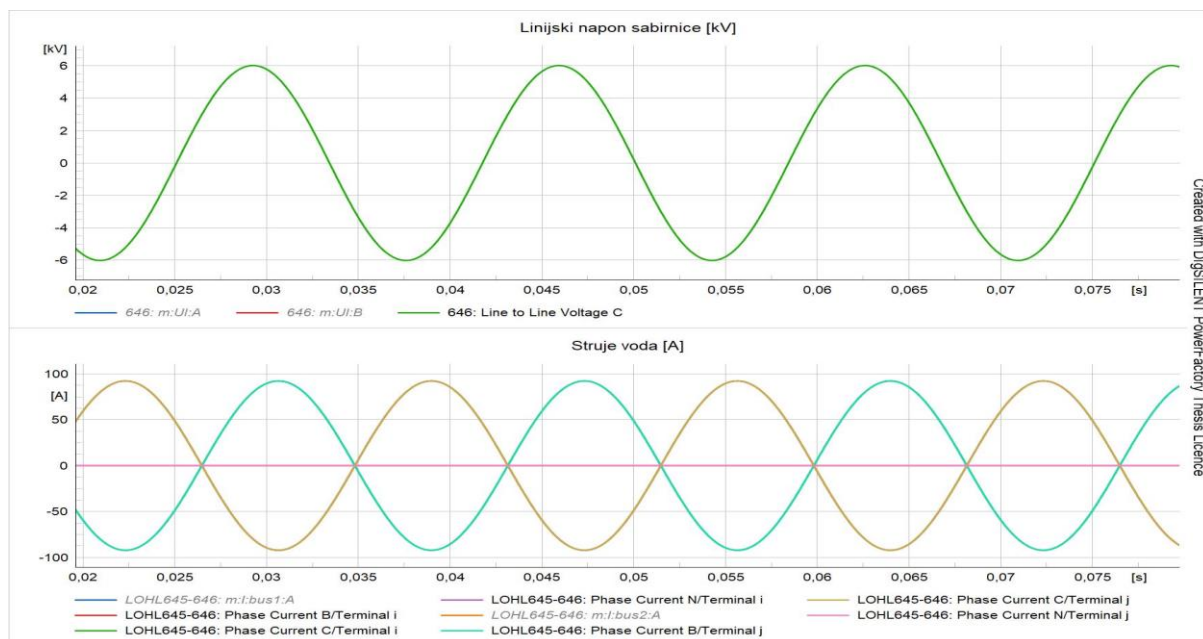 Linijski napon sabirnice [kV]
[kV]
6
4
2
0
-2
-4
-6
0,02 0,025 0,03 0,035 0,04 0,045 0,05 0,055 0,06 0,065 0,07 0,075 [s]
646: m:Ul:A 646: m:Ul:B 646: Line to Line Voltage C
Struje voda [A]
100
[A]
50
0
-50
-100
0,02 0,025 0,03 0,035 0,04 0,045 0,05 0,055 0,06 0,065 0,07 0,075 [s]
LOHL645-646: m:I:bus1:A LOHL645-646: Phase Current N/Terminal i LOHL645-646: Phase Current C/Terminal j
LOHL645-646: Phase Current B/Terminal i LOHL645-646: m:I:bus2:A LOHL645-646: Phase Current N/Terminal j
LOHL645-646: Phase Current C/Terminal i LOHL645-646: Phase Current B/Terminal j
Created with DIgSILENT PowerFactory Thesis Licence